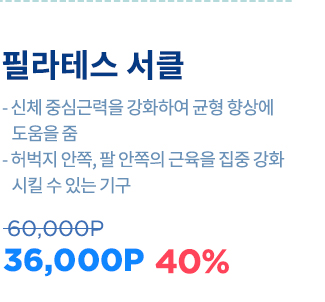 필라테스 서클
- 신체 중심근력을 강화하여 균형 향상에
도움을 줌
- 허벅지 안쪽, 팔 안쪽의 근육을 집중 강화
시킬 수 있는 기구
60,000P
36,000P 40%